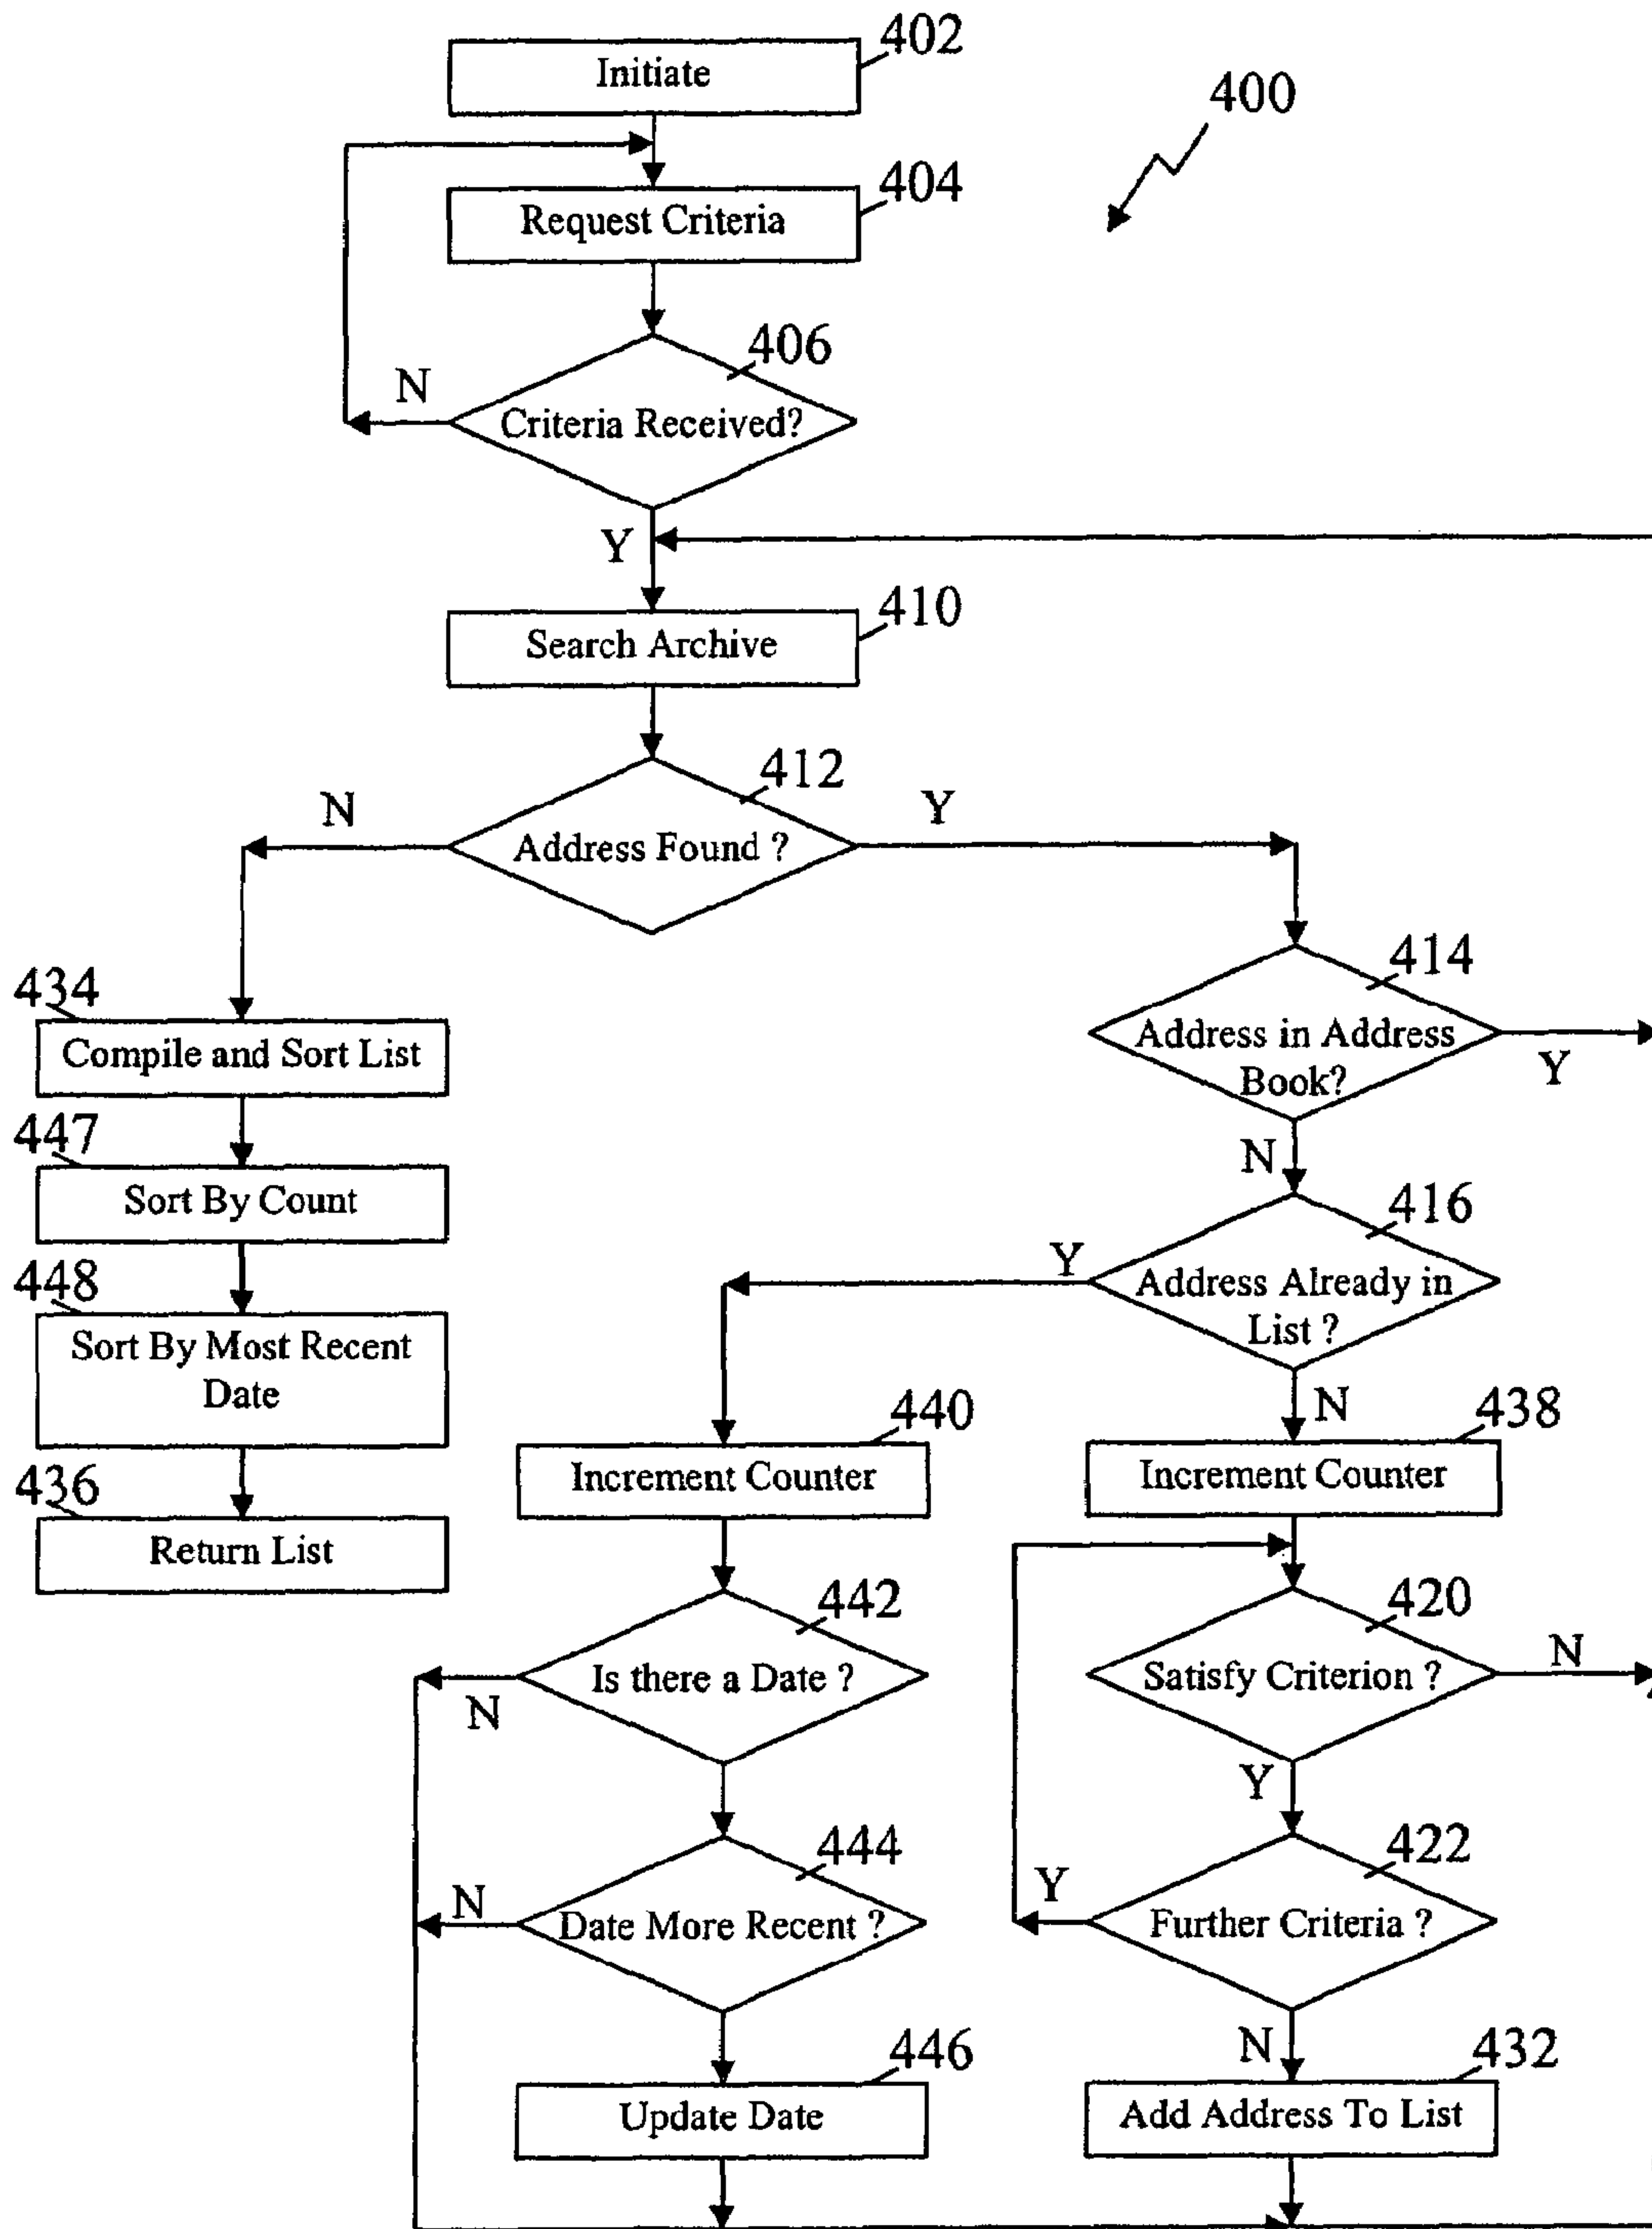 402
Initiate
400
404
Request Criteria
406
N
Criteria Received?
Y
410
Search Archive
412
N
Y
Address Found ?
414
434
Address in Address
Compile and Sort List
Y
Book?
447
N
Sort By Count
416
Y
448
Address Already in
Sort By Most Recent
List ?
Date
440
N
438
436
Increment Counter
Increment Counter
Return List
442
420
Is there a Date ?
Satisfy Criterion ?
N
N
Y
444
422
N
Y
Date More Recent ?
Further Criteria ?
446
N
432
Update Date
Add Address To List